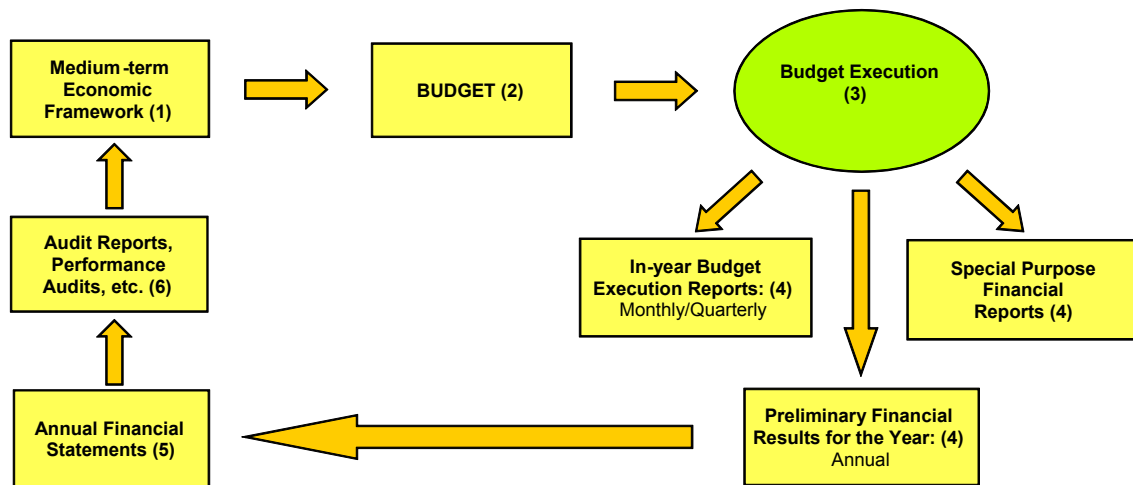 Medium-term
Economic
Framework (1)
BUDGET (2)
Budget Execution
(3)
Audit Reports,
Performance
Audits, etc. (6)
In-year Budget
Execution Reports: (4)
Monthly/Quarterly
Special Purpose
Financial
Reports (4)
Annual Financial
Statements (5)
Preliminary Financial
Results for the Year: (4)
Annual